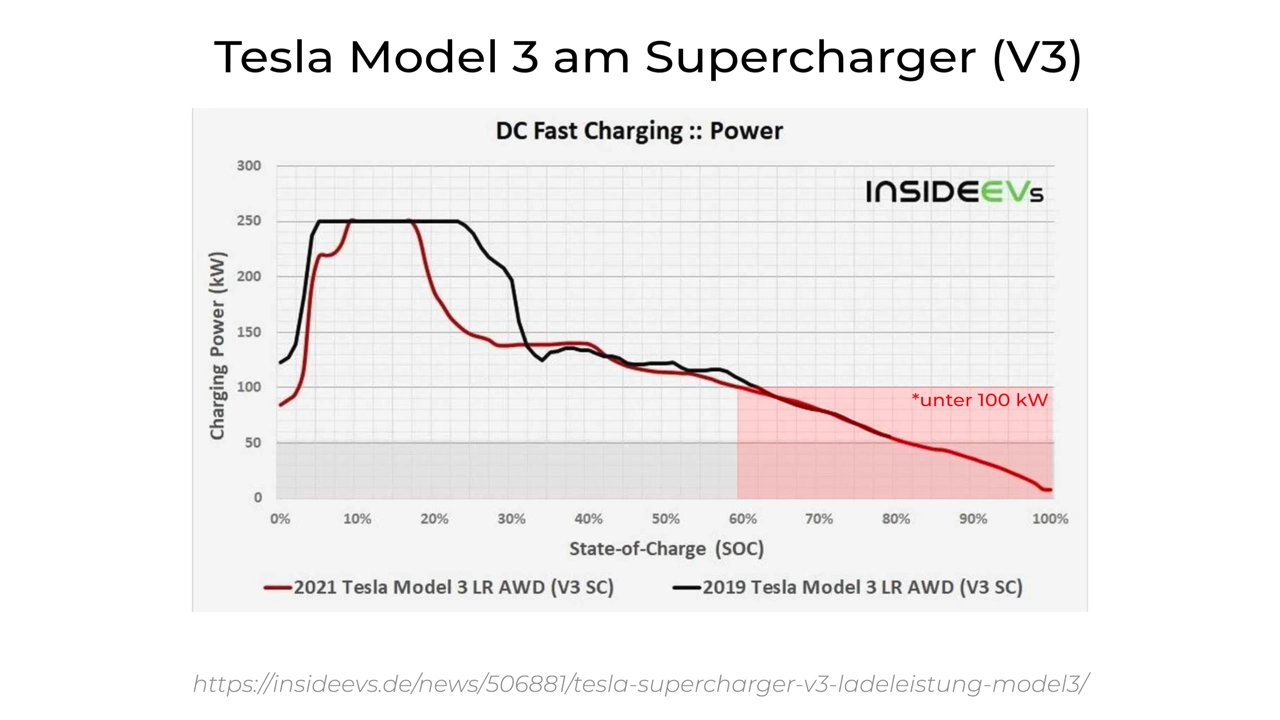 Tesla Model 3 am Supercharger (V3)
DC Fast Charging :: Power
INSIDEEVs
Charging Power (kW)
300
250
200
150
100
50
0
*unter 100 kW
0% 10% 20% 30% 40% 50% 60% 70% 80% 90% 100%
State-of-Charge (SOC)
2021 Tesla Model 3 LR AWD (V3 SC) 2019 Tesla Model 3 LR AWD (V3 SC)
https://insideevs.de/news/506881/tesla-supercharger-v3-ladeleistung-model3/